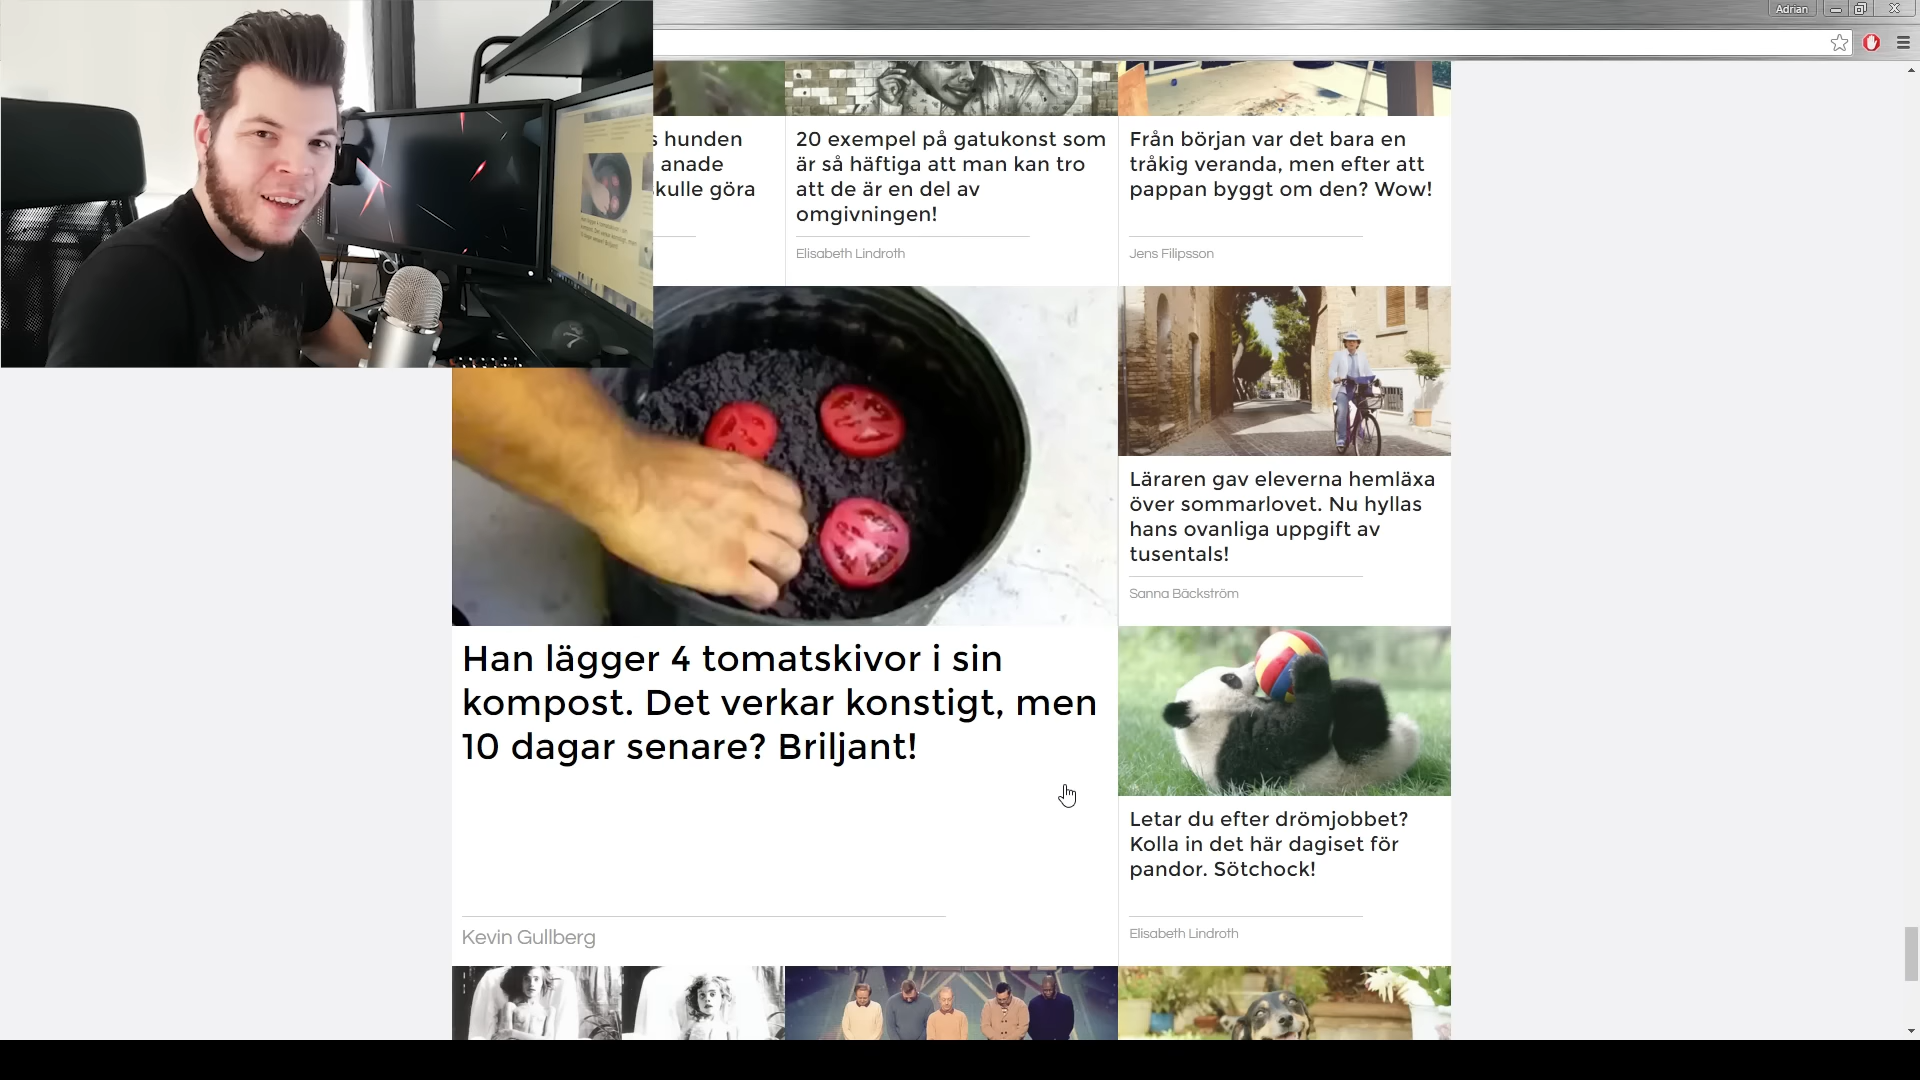 Adrian
s hunden
anade
kulle göra
20 exempel på gatukonst som
är så häftiga att man kan tro
att de är en del av
omgivningen!
Elisabeth Lindroth
Från början var det bara en
tråkig veranda, men efter att
pappan byggt om den? Wow!
Jens Filipsson
Han lägger 4 tomatskivor i sin
kompost. Det verkar konstigt, men
10 dagar senare? Briljant!
Kevin Gullberg
Läraren gav eleverna hemläxa
över sommarlovet. Nu hyllas
hans ovanliga uppgift av
tusentals!
Sanna Bäckström
Letar du efter drömjobbet?
Kolla in det här dagiset för
pandor. Sötchock!
Elisabeth Lindroth